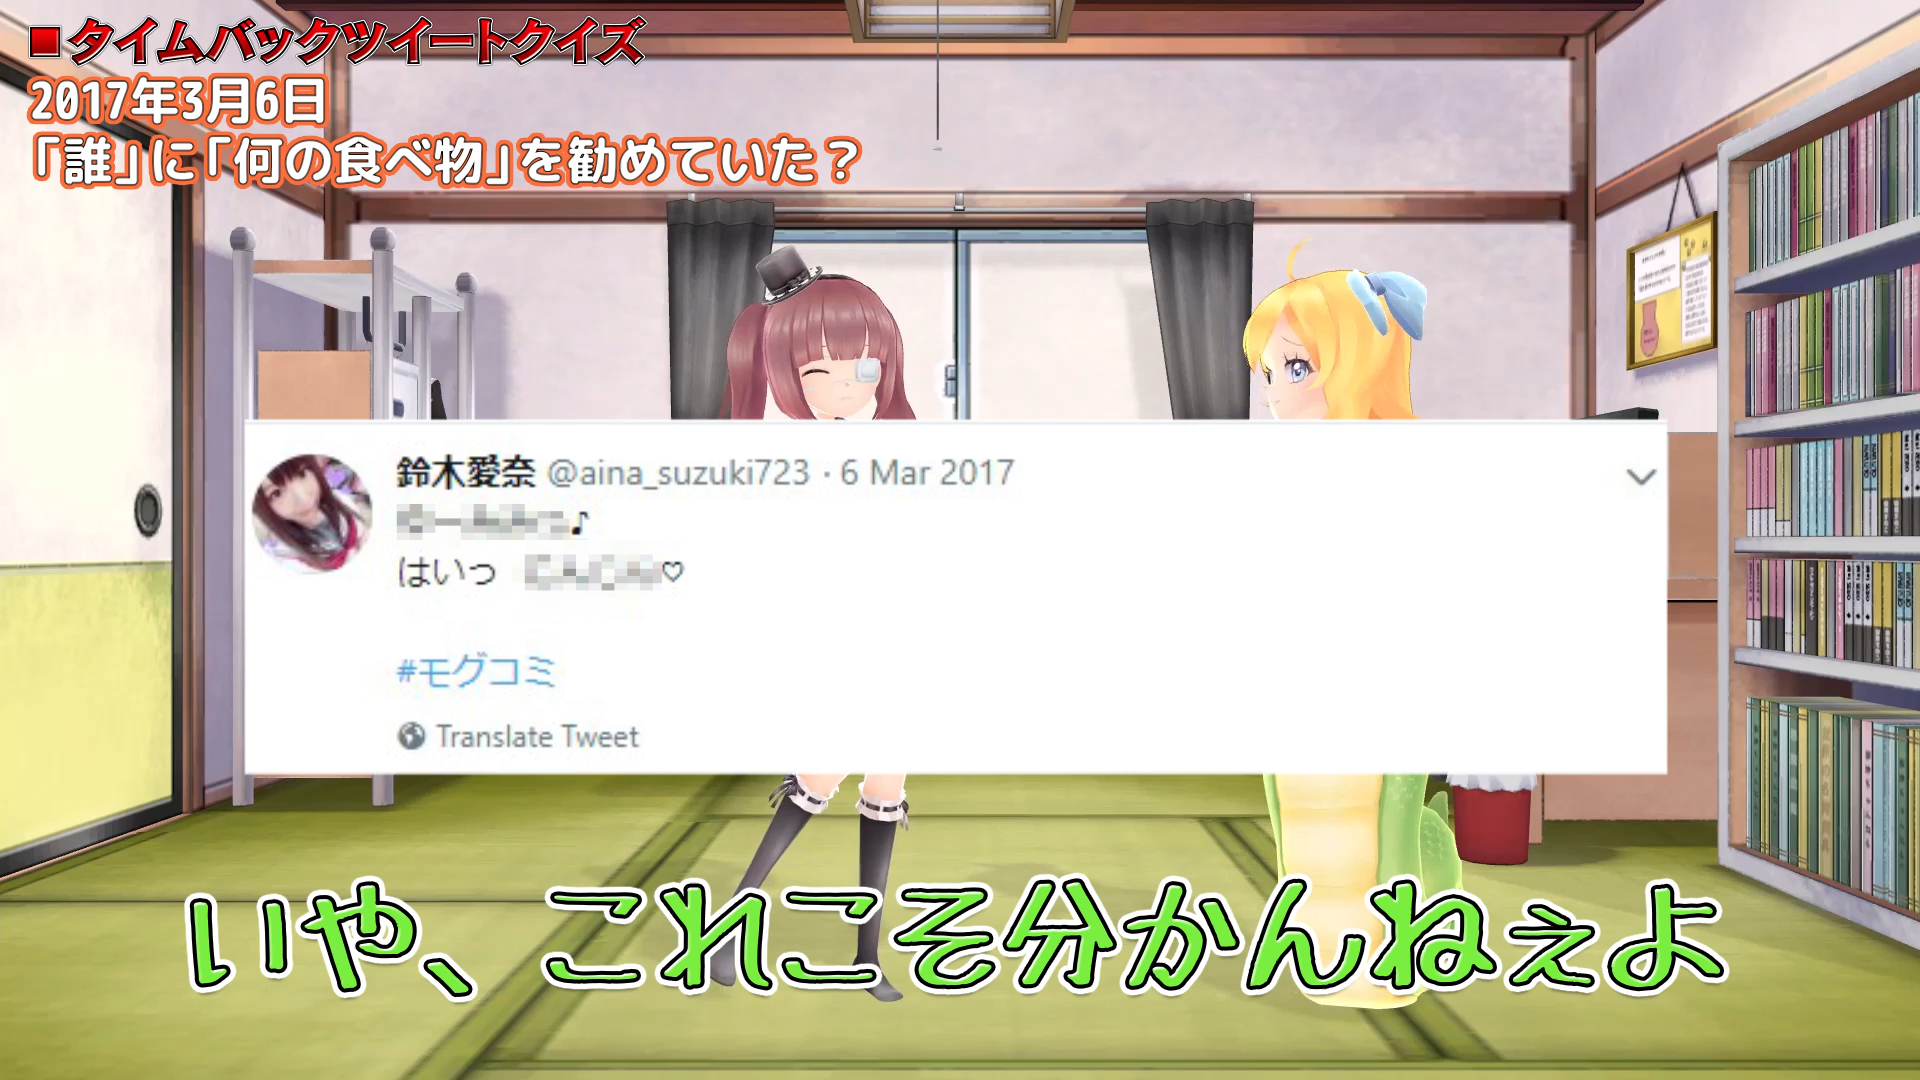 ■タイムバックツイートクイズ
2017年3月6日
「誰」に「何の食べ物」を勧めていた？
鈴木愛奈 @aina_suzuki723 · 6 Mar 2017
♪
はいっ ♡
#モグコミ
Translate Tweet
いや、これこそ分かんねぇよ